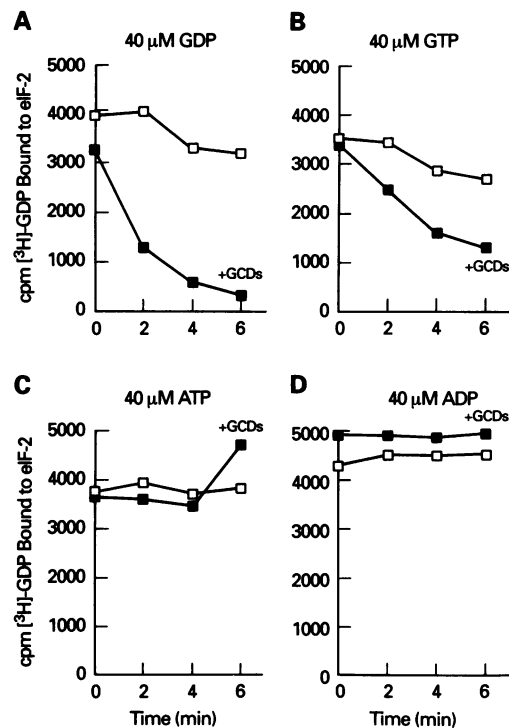 A
40 µM GDP
B
40 µM GTP
cpm [³H]-GDP Bound to eIF-2
5000
4000
3000
2000
1000
0
+GCDs
0 2 4 6
5000
4000
3000
2000
1000
0
+GCDs
0 2 4 6
C
40 µM ATP
D
40 µM ADP
cpm [³H]-GDP Bound to eIF-2
5000
4000
3000
2000
1000
0
+GCDs
0 2 4 6
Time (min)
5000
4000
3000
2000
1000
0
+GCDs
0 2 4 6
Time (min)